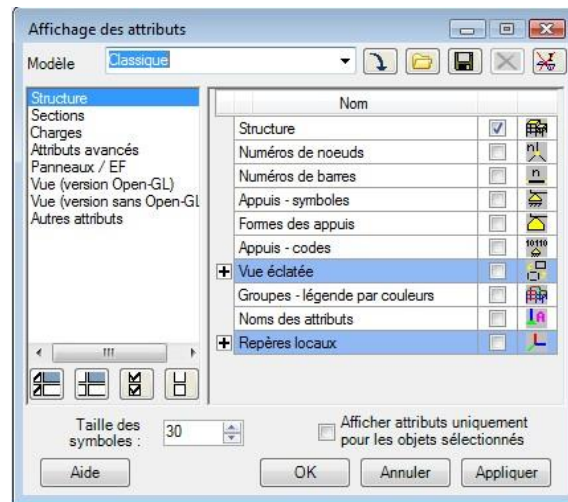 Affichage des attributs
Modèle
Classique
Structure
Sections
Charges
Attributs avancés
Panneaux / EF
Vue (version Open-GL)
Vue (version sans Open-GL
Autres attributs
Nom
Structure
Numéros de noeuds
Numéros de barres
Appuis - symboles
Formes des appuis
Appuis - codes
Vue éclatée
Groupes - légende par couleurs
Noms des attributs
Repères locaux
Taille des symboles :
30
Afficher attributs uniquement
pour les objets sélectionnés
Aide
OK
Annuler
Appliquer